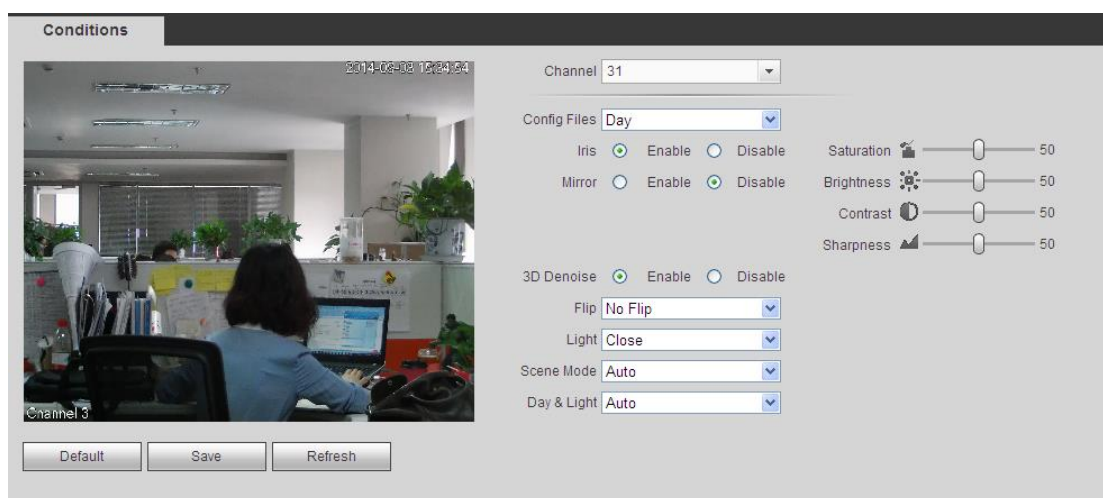 Conditions
2014-09-03 15:34:54
Channel 31
Config Files Day
Iris Enable Disable
Saturation 50
Mirror Enable Disable
Brightness 50
Contrast 50
Sharpness 50
3D Denoise Enable Disable
Flip No Flip
Light Close
Scene Mode Auto
Day & Light Auto
Channel 3
Default Save Refresh